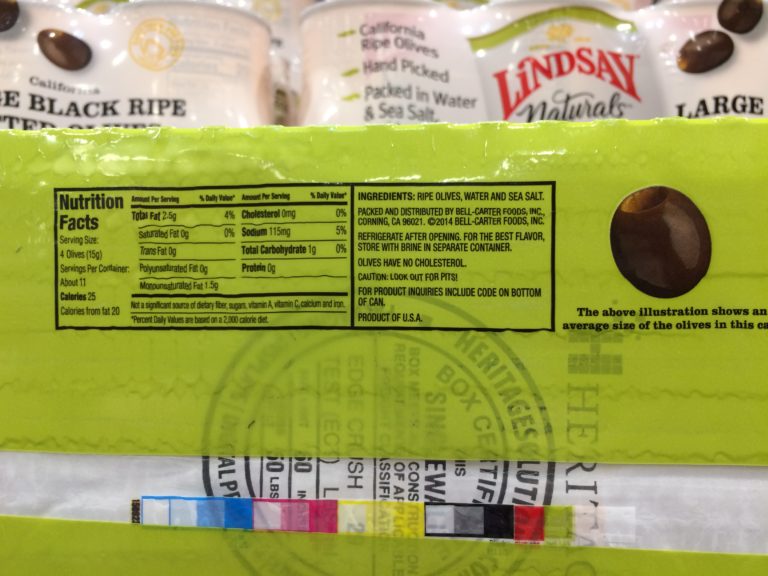 California
E BLACK RIPE
California
Ripe Olives
Hand Picked
Packed in Water
& Sea Salt
LINDSAY
Naturals
LARGE
Nutrition
Facts
Serving Size:
4 Olives (15g)
Servings Per Container:
About 11
Calories 25
Calories from fat 20
Amount Per Serving % Daily Value*
Total Fat 2.5g 4%
Saturated Fat 0g 0%
Trans Fat 0g
Polyunsaturated Fat 0g
Monounsaturated Fat 1.5g
Amount Per Serving % Daily Value*
Cholesterol 0mg 0%
Sodium 115mg 5%
Total Carbohydrate 1g 0%
Protein 0g
Not a significant source of dietary fiber, sugars, vitamin A, vitamin C, calcium and iron.
*Percent Daily Values are based on a 2,000 calorie diet.
INGREDIENTS: RIPE OLIVES, WATER AND SEA SALT.
PACKED AND DISTRIBUTED BY BELL-CARTER FOODS, INC.,
CORNING, CA 96021. ©2014 BELL-CARTER FOODS, INC.
REFRIGERATE AFTER OPENING. FOR THE BEST FLAVOR,
STORE WITH BRINE IN SEPARATE CONTAINER.
OLIVES HAVE NO CHOLESTEROL.
CAUTION: LOOK OUT FOR PITS!
FOR PRODUCT INQUIRIES INCLUDE CODE ON BOTTOM
OF CAN.
PRODUCT OF U.S.A.
The above illustration shows an
average size of the olives in this ca
BOX CERTIF
EDGE CRUSH
TEST (ECT)
50 LBS